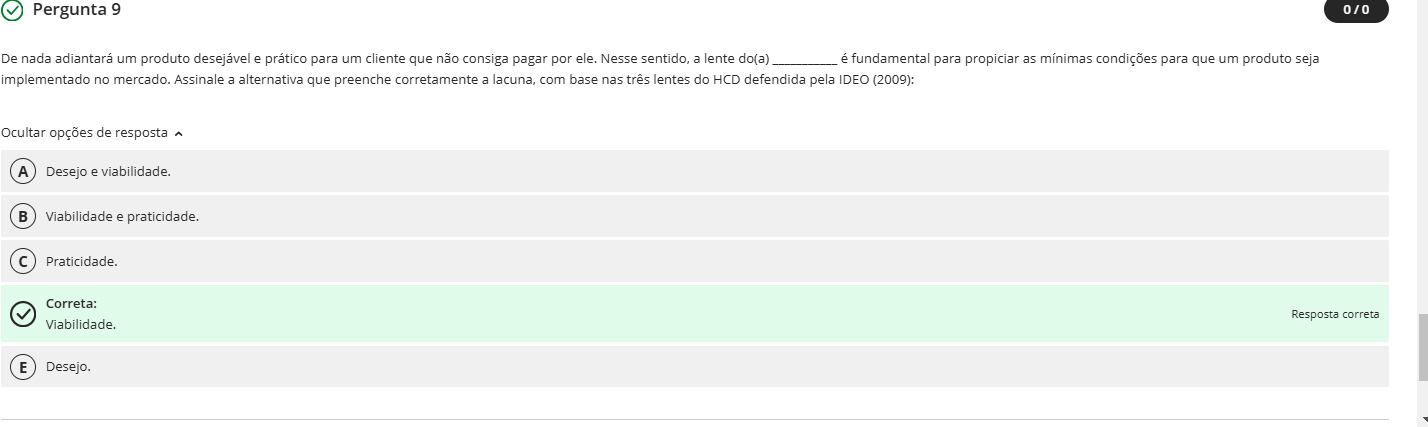 Pergunta 9
0 / 0
De nada adiantará um produto desejável e prático para um cliente que não consiga pagar por ele. Nesse sentido, a lente do(a) ___________ é fundamental para propiciar as mínimas condições para que um produto seja
implementado no mercado. Assinale a alternativa que preenche corretamente a lacuna, com base nas três lentes do HCD defendida pela IDEO (2009):
Ocultar opções de resposta
A Desejo e viabilidade.
B Viabilidade e praticidade.
C Praticidade.
Correta:
Viabilidade.
Resposta correta
E Desejo.